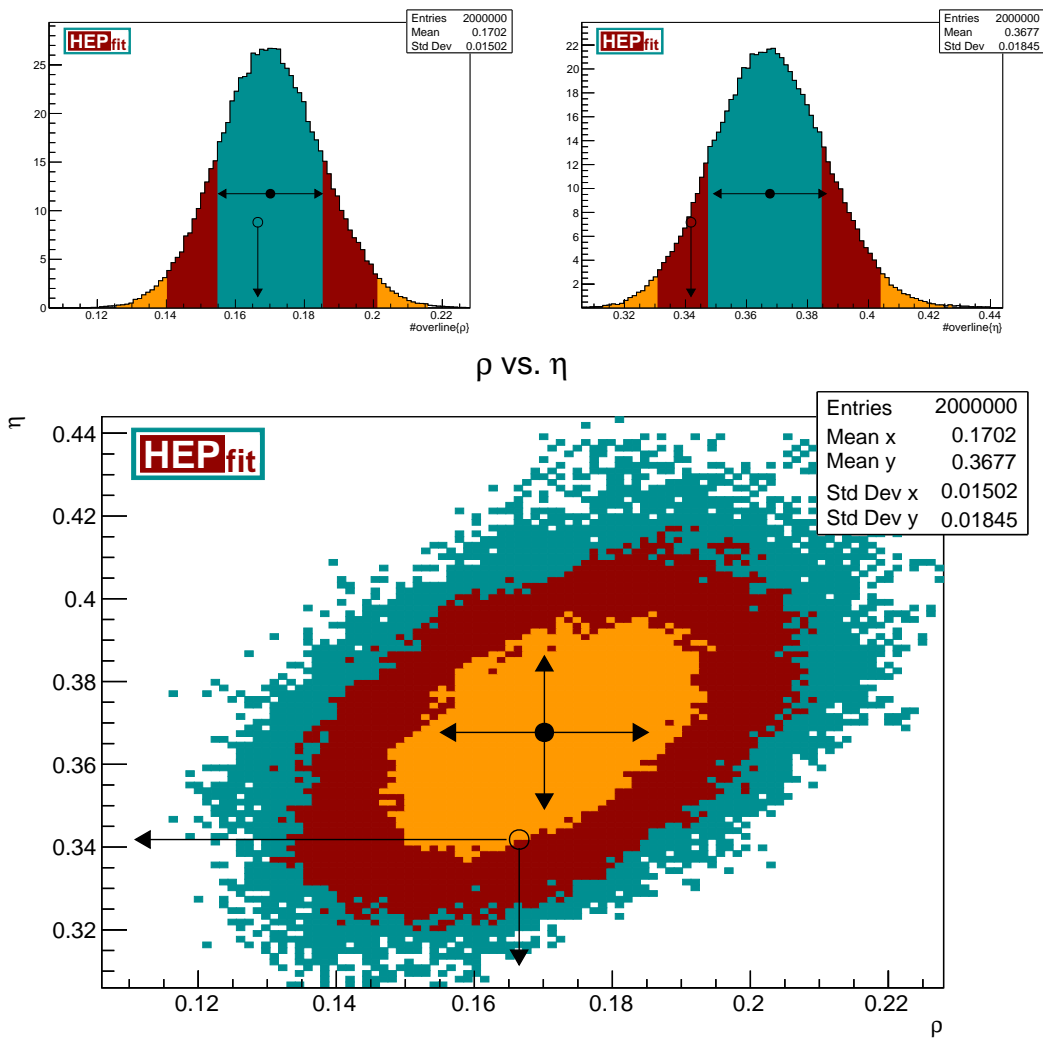 HEPfit
Entries 2000000
Mean 0.1702
Std Dev 0.01502
25
20
15
10
5
0
0.12 0.14 0.16 0.18 0.2 0.22
#overline{ρ}
HEPfit
Entries 2000000
Mean 0.3677
Std Dev 0.01845
22
20
18
16
14
12
10
8
6
4
2
0.32 0.34 0.36 0.38 0.4 0.42 0.44
#overline{η}
ρ vs. η
η
HEPfit
Entries 2000000
Mean x 0.1702
Mean y 0.3677
Std Dev x 0.01502
Std Dev y 0.01845
0.44
0.42
0.4
0.38
0.36
0.34
0.32
0.12 0.14 0.16 0.18 0.2 0.22
ρ